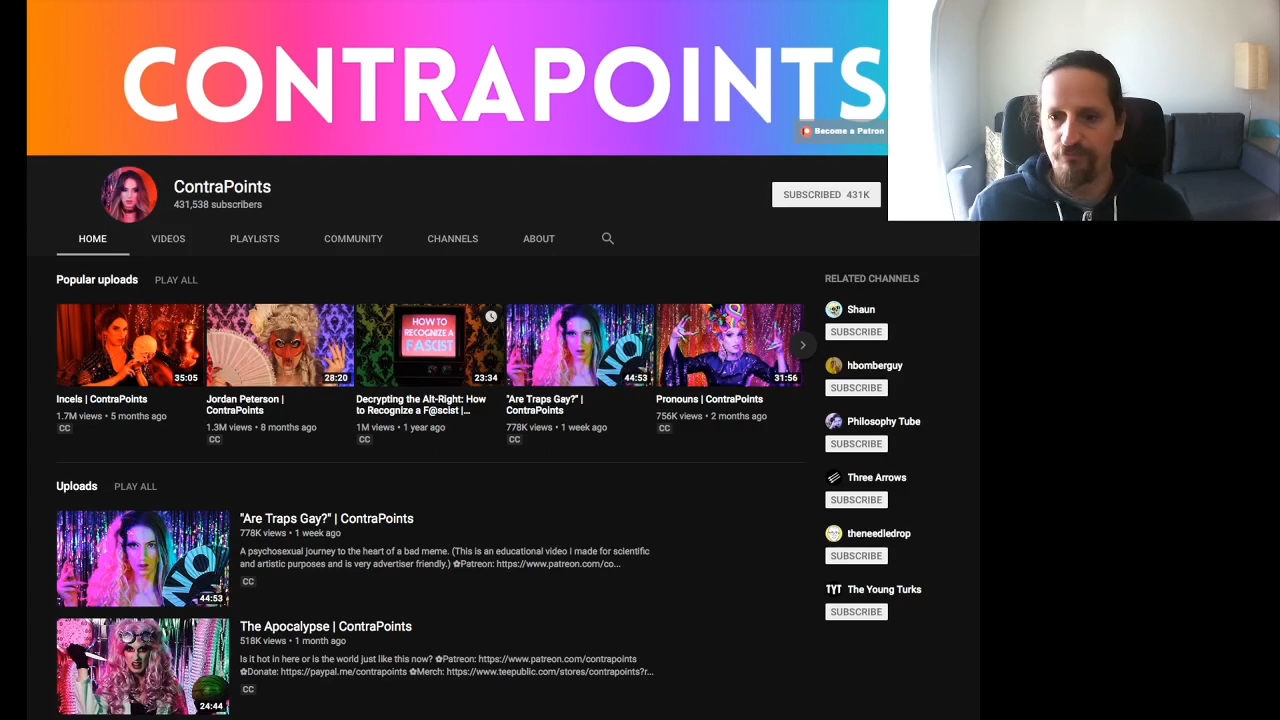 CONTRAPOINTS
Become a Patron
ContraPoints
431,538 subscribers
SUBSCRIBED 431K
HOME VIDEOS PLAYLISTS COMMUNITY CHANNELS ABOUT
Popular uploads PLAY ALL
HOW TO
RECOGNIZE A
FASCIST
NO
35:05
28:20
23:34
44:53
31:56
Incels | ContraPoints
1.7M views • 5 months ago
CC
Jordan Peterson |
ContraPoints
1.3M views • 8 months ago
CC
Decrypting the Alt-Right: How
to Recognize a F@scist |...
1M views • 1 year ago
CC
"Are Traps Gay?" |
ContraPoints
778K views • 1 week ago
CC
Pronouns | ContraPoints
756K views • 2 months ago
CC
Uploads PLAY ALL
NO
44:53
"Are Traps Gay?" | ContraPoints
778K views • 1 week ago
A psychosexual journey to the heart of a bad meme. (This is an educational video I made for scientific
and artistic purposes and is very advertiser friendly.) ✿Patreon: https://www.patreon.com/co...
CC
24:44
The Apocalypse | ContraPoints
518K views • 1 month ago
Is it hot in here or is the world just like this now? ✿Patreon: https://www.patreon.com/contrapoints
✿Donate: https://paypal.me/contrapoints ✿Merch: https://www.teepublic.com/stores/contrapoints?r...
CC
RELATED CHANNELS
Shaun
SUBSCRIBE
hbomberguy
SUBSCRIBE
Philosophy Tube
SUBSCRIBE
Three Arrows
SUBSCRIBE
theneedledrop
SUBSCRIBE
TYT
The Young Turks
SUBSCRIBE